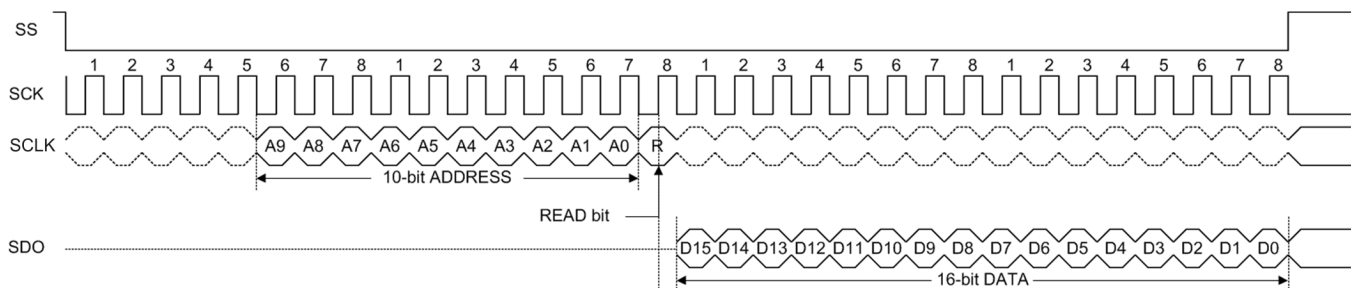 SS
1 2 3 4 5 6 7 8 1 2 3 4 5 6 7 8 1 2 3 4 5 6 7 8 1 2 3 4 5 6 7 8
SCK
SCLK A9 A8 A7 A6 A5 A4 A3 A2 A1 A0 R
10-bit ADDRESS
READ bit
SDO D15 D14 D13 D12 D11 D10 D9 D8 D7 D6 D5 D4 D3 D2 D1 D0
16-bit DATA